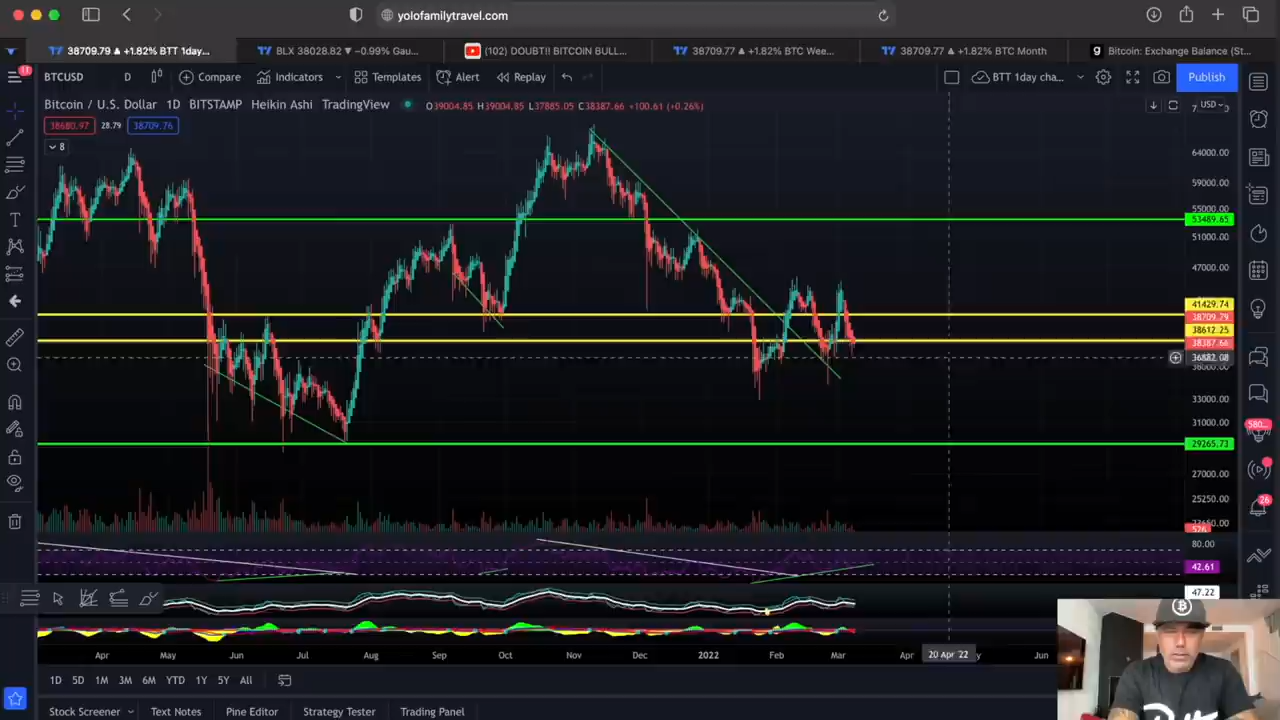 yolofamilytravel.com
38709.79 ▲ +1.82% BTT 1day...
BLX 38028.82 ▼ −0.99% Gau...
(102) DOUBT!! BITCOIN BULL...
38709.77 ▲ +1.82% BTC Wee...
38709.77 ▲ +1.82% BTC Month
Bitcoin: Exchange Balance (St...
11
BTCUSD
D
Compare
Indicators
Templates
Alert
Replay
BTT 1day cha...
Publish
Bitcoin / U.S. Dollar 1D BITSTAMP Heikin Ashi TradingView
O39004.85 H39004.85 L37885.05 C38387.66 +100.61 (+0.26%)
USD
38680.97 28.79 38709.76
8
64000.00
59000.00
55000.00
53489.65
51000.00
47000.00
41429.74
38709.79
38612.25
38387.66
36882.08
36000.00
33000.00
31000.00
29265.73
27000.00
25250.00
526
80.00
42.61
47.22
580...
26
Apr May Jun Jul Aug Sep Oct Nov Dec 2022 Feb Mar Apr 20 Apr '22 Jun
1D 5D 1M 3M 6M YTD 1Y 5Y All
Stock Screener Text Notes Pine Editor Strategy Tester Trading Panel